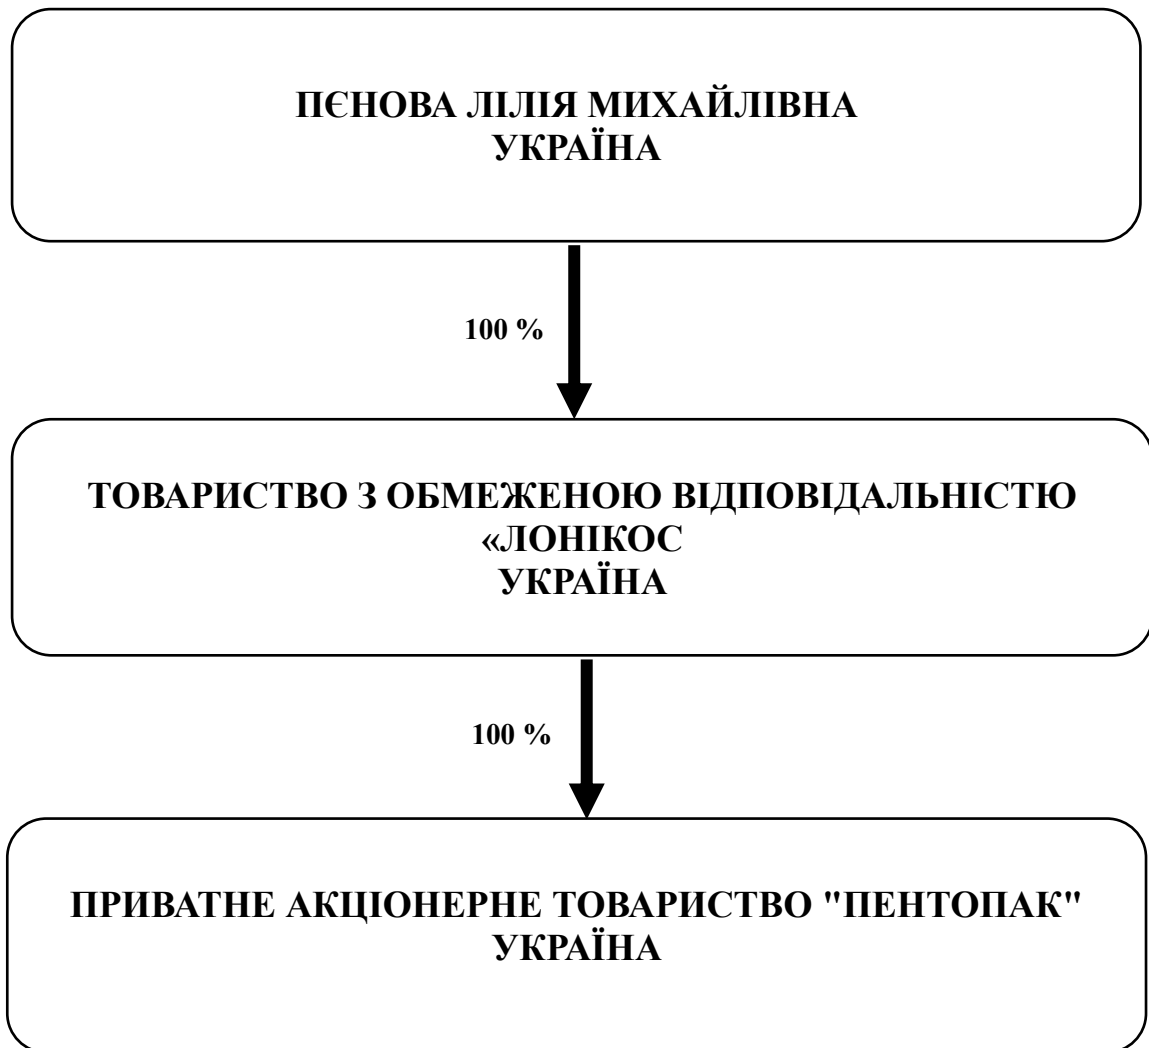 ПЄНОВА ЛІЛІЯ МИХАЙЛІВНА
УКРАЇНА
100 %
ТОВАРИСТВО З ОБМЕЖЕНОЮ ВІДПОВІДАЛЬНІСТЮ
«ЛОНІКОС
УКРАЇНА
100 %
ПРИВАТНЕ АКЦІОНЕРНЕ ТОВАРИСТВО "ПЕНТОПАК"
УКРАЇНА